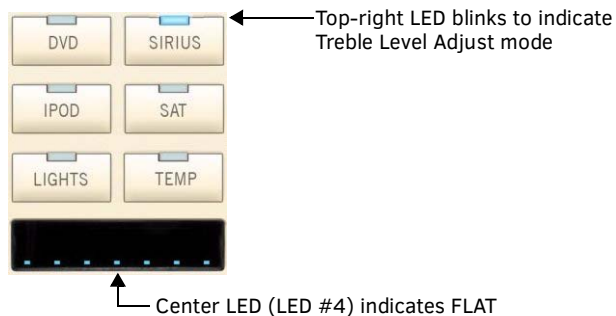 Top-right LED blinks to indicate
Treble Level Adjust mode
DVD SIRIUS
IPOD SAT
LIGHTS TEMP
Center LED (LED #4) indicates FLAT